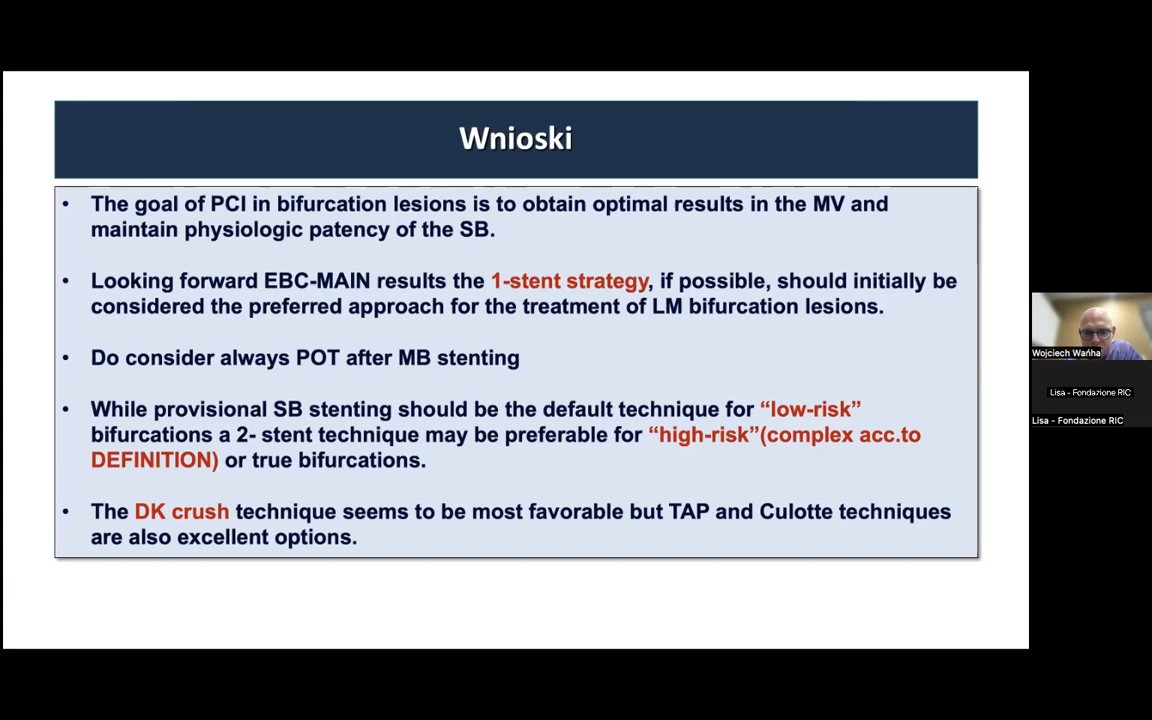 Wnioski
• The goal of PCI in bifurcation lesions is to obtain optimal results in the MV and
maintain physiologic patency of the SB.
• Looking forward EBC-MAIN results the 1-stent strategy, if possible, should initially be
considered the preferred approach for the treatment of LM bifurcation lesions.
• Do consider always POT after MB stenting
• While provisional SB stenting should be the default technique for “low-risk”
bifurcations a 2- stent technique may be preferable for “high-risk”(complex acc.to
DEFINITION) or true bifurcations.
• The DK crush technique seems to be most favorable but TAP and Culotte techniques
are also excellent options.
Wojciech Wańha
Lisa - Fondazione RIC
Lisa - Fondazione RIC